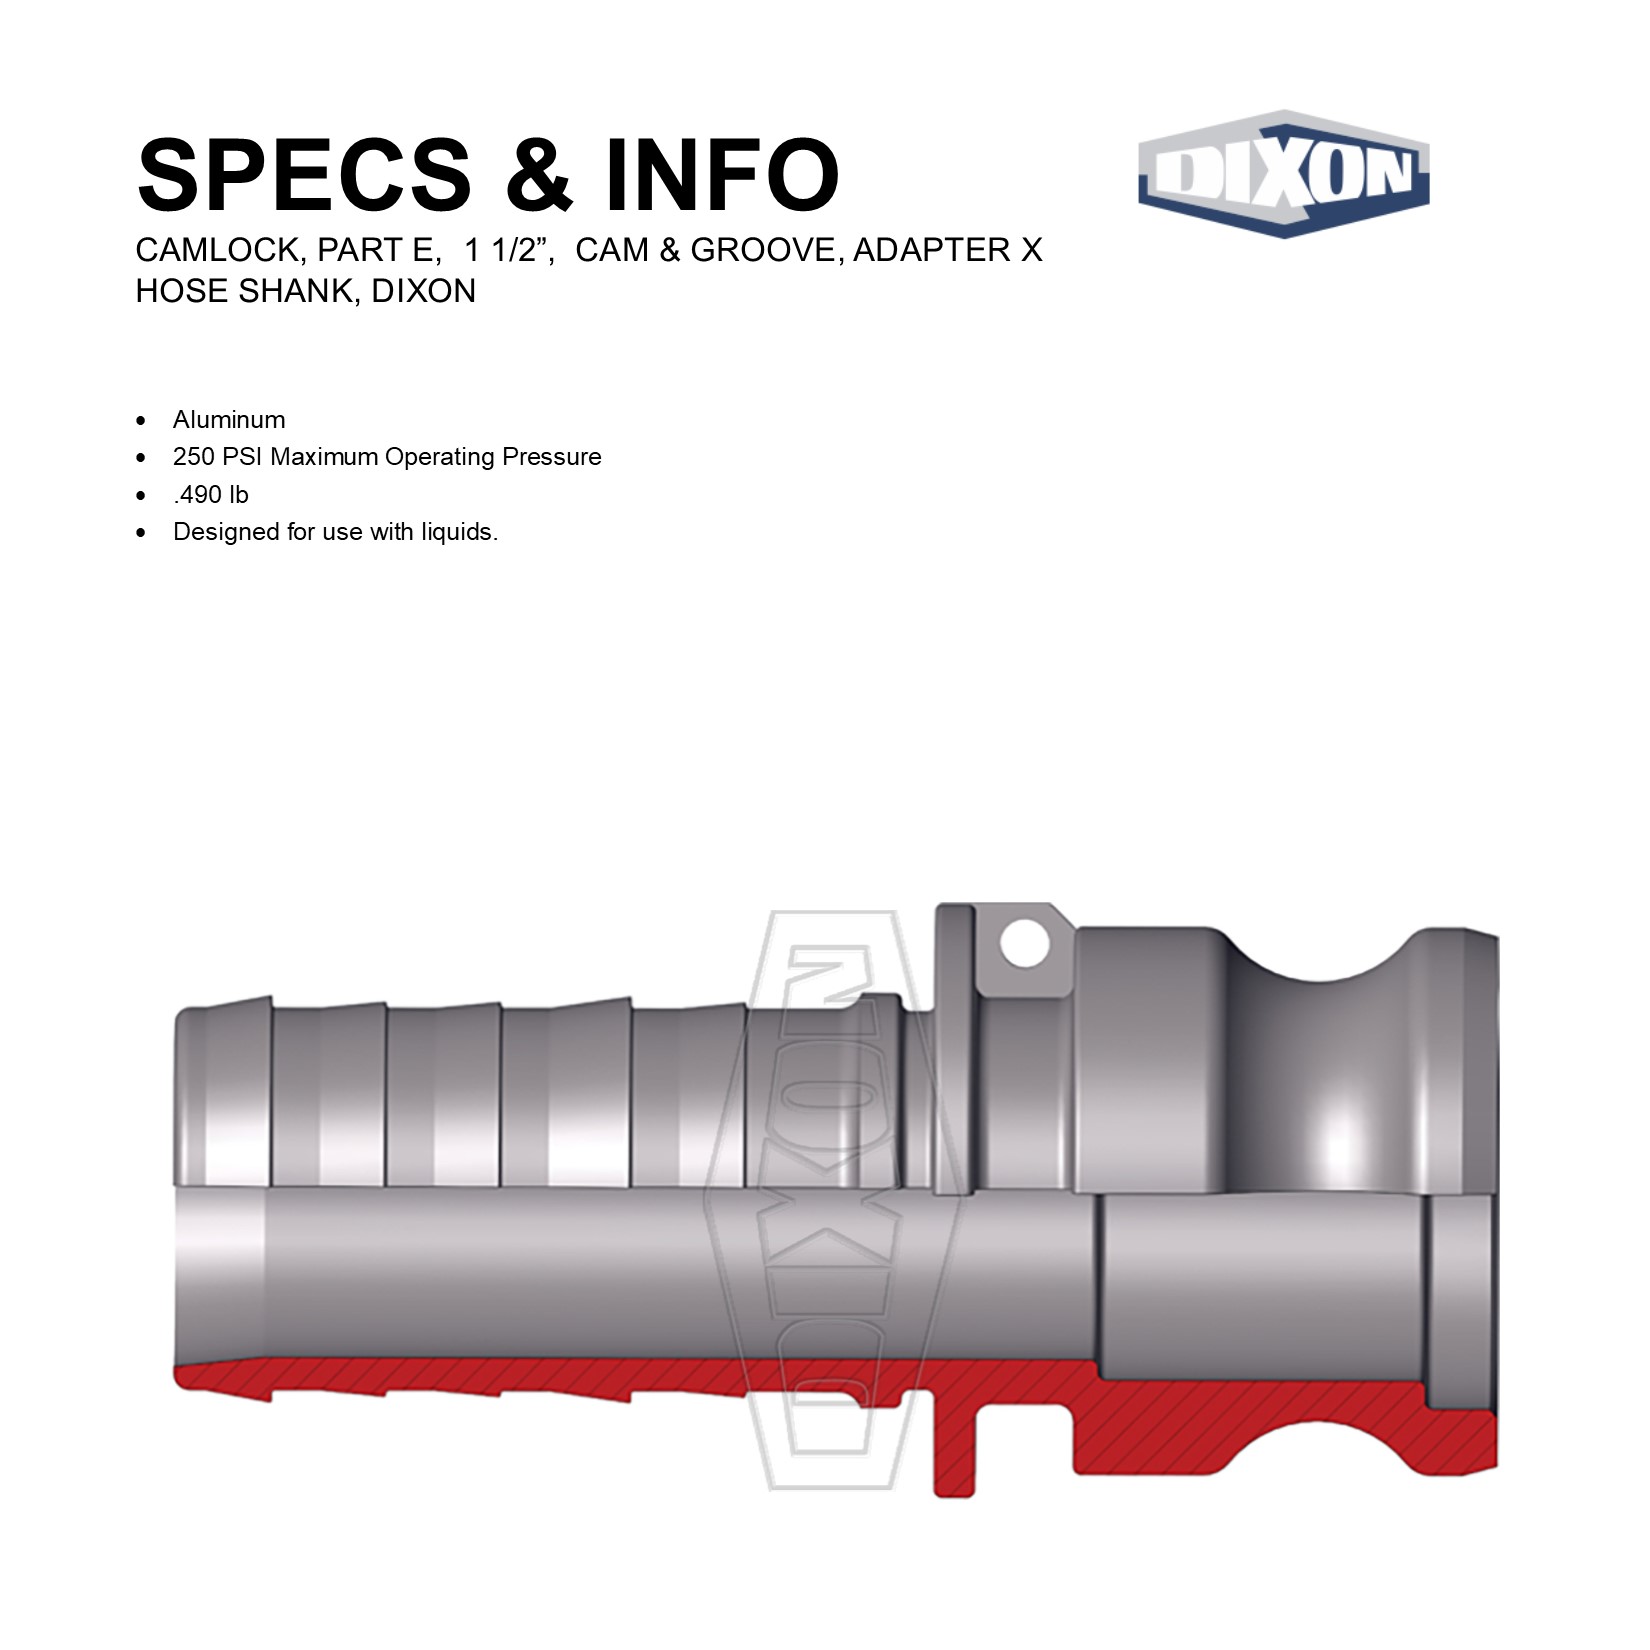 SPECS & INFO
DIXON
CAMLOCK, PART E,  1 1/2”,  CAM & GROOVE, ADAPTER X
HOSE SHANK, DIXON
• Aluminum
• 250 PSI Maximum Operating Pressure
• .490 lb
• Designed for use with liquids.
DIXON